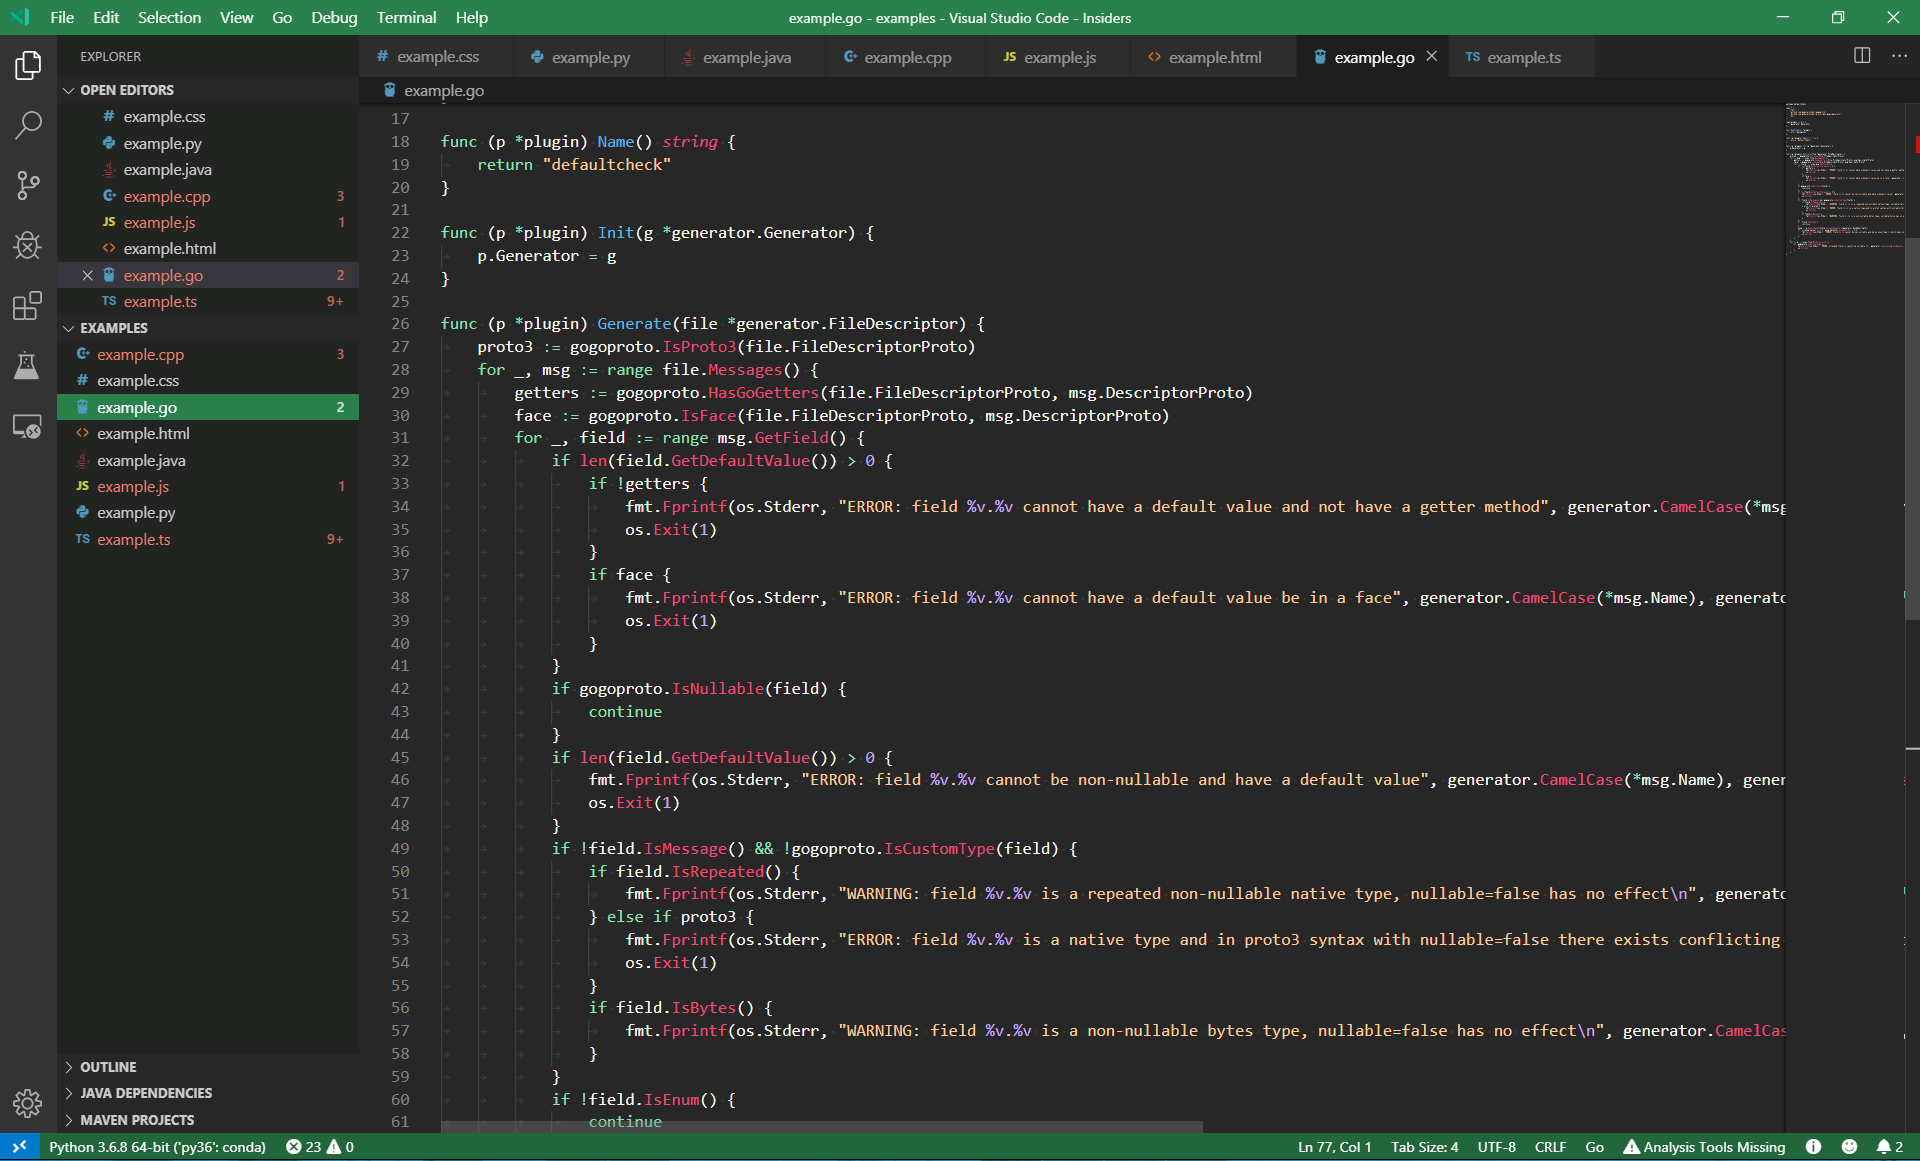 File Edit Selection View Go Debug Terminal Help
example.go - examples - Visual Studio Code - Insiders
EXPLORER
OPEN EDITORS
# example.css
example.py
example.java
example.cpp 3
JS example.js 1
<> example.html
example.go 2
TS example.ts 9+
EXAMPLES
example.cpp 3
# example.css
example.go 2
<> example.html
example.java
JS example.js 1
example.py
TS example.ts 9+
OUTLINE
JAVA DEPENDENCIES
MAVEN PROJECTS
# example.css example.py example.java example.cpp JS example.js <> example.html example.go TS example.ts
example.go
17
18 func (p *plugin) Name() string {
19 return "defaultcheck"
20 }
21
22 func (p *plugin) Init(g *generator.Generator) {
23 p.Generator = g
24 }
25
26 func (p *plugin) Generate(file *generator.FileDescriptor) {
27 proto3 := gogoproto.IsProto3(file.FileDescriptorProto)
28 for _, msg := range file.Messages() {
29 getters := gogoproto.HasGoGetters(file.FileDescriptorProto, msg.DescriptorProto)
30 face := gogoproto.IsFace(file.FileDescriptorProto, msg.DescriptorProto)
31 for _, field := range msg.GetField() {
32 if len(field.GetDefaultValue()) > 0 {
33 if !getters {
34 fmt.Fprintf(os.Stderr, "ERROR: field %v.%v cannot have a default value and not have a getter method", generator.CamelCase(*msg
35 os.Exit(1)
36 }
37 if face {
38 fmt.Fprintf(os.Stderr, "ERROR: field %v.%v cannot have a default value be in a face", generator.CamelCase(*msg.Name), generato
39 os.Exit(1)
40 }
41 }
42 if gogoproto.IsNullable(field) {
43 continue
44 }
45 if len(field.GetDefaultValue()) > 0 {
46 fmt.Fprintf(os.Stderr, "ERROR: field %v.%v cannot be non-nullable and have a default value", generator.CamelCase(*msg.Name), gener
47 os.Exit(1)
48 }
49 if !field.IsMessage() && !gogoproto.IsCustomType(field) {
50 if field.IsRepeated() {
51 fmt.Fprintf(os.Stderr, "WARNING: field %v.%v is a repeated non-nullable native type, nullable=false has no effect\n", generato
52 } else if proto3 {
53 fmt.Fprintf(os.Stderr, "ERROR: field %v.%v is a native type and in proto3 syntax with nullable=false there exists conflicting
54 os.Exit(1)
55 }
56 if field.IsBytes() {
57 fmt.Fprintf(os.Stderr, "WARNING: field %v.%v is a non-nullable bytes type, nullable=false has no effect\n", generator.CamelCas
58 }
59 }
60 if !field.IsEnum() {
61 continue
Python 3.6.8 64-bit ('py36': conda) 23 0 Ln 77, Col 1 Tab Size: 4 UTF-8 CRLF Go Analysis Tools Missing 2